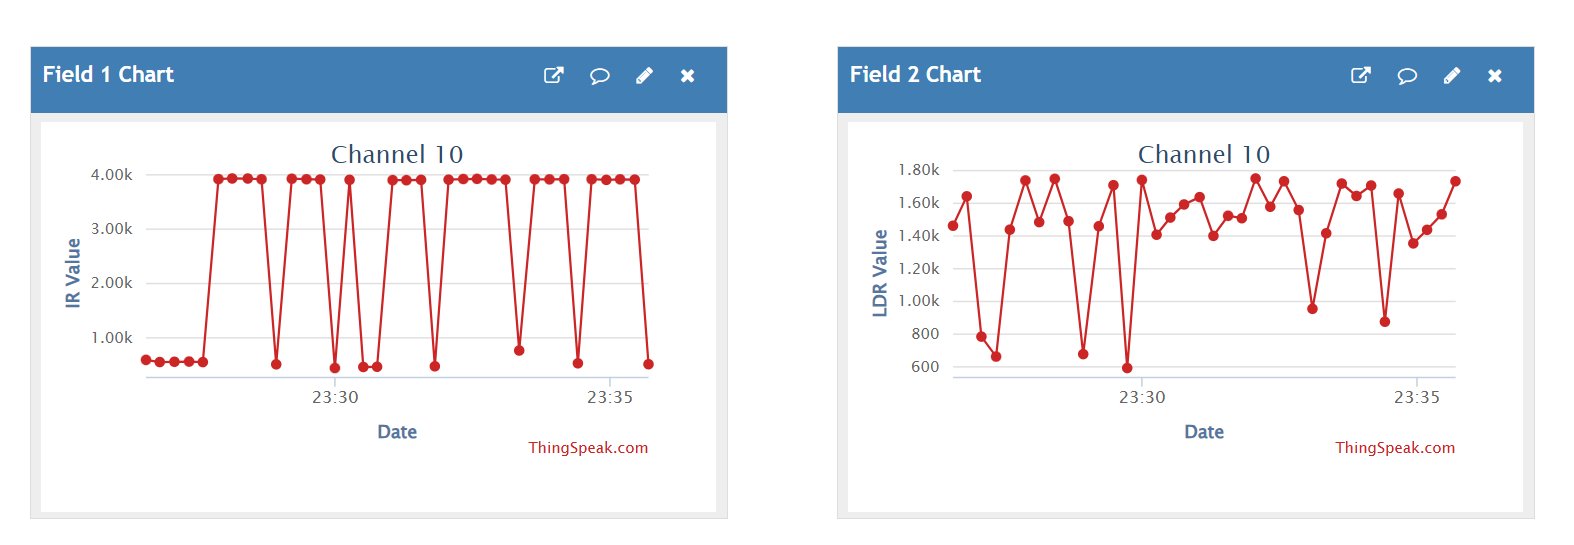 Field 1 Chart
Channel 10
4.00k
3.00k
2.00k
1.00k
IR Value
23:30
23:35
Date
ThingSpeak.com
Field 2 Chart
Channel 10
1.80k
1.60k
1.40k
1.20k
1.00k
800
600
LDR Value
23:30
23:35
Date
ThingSpeak.com